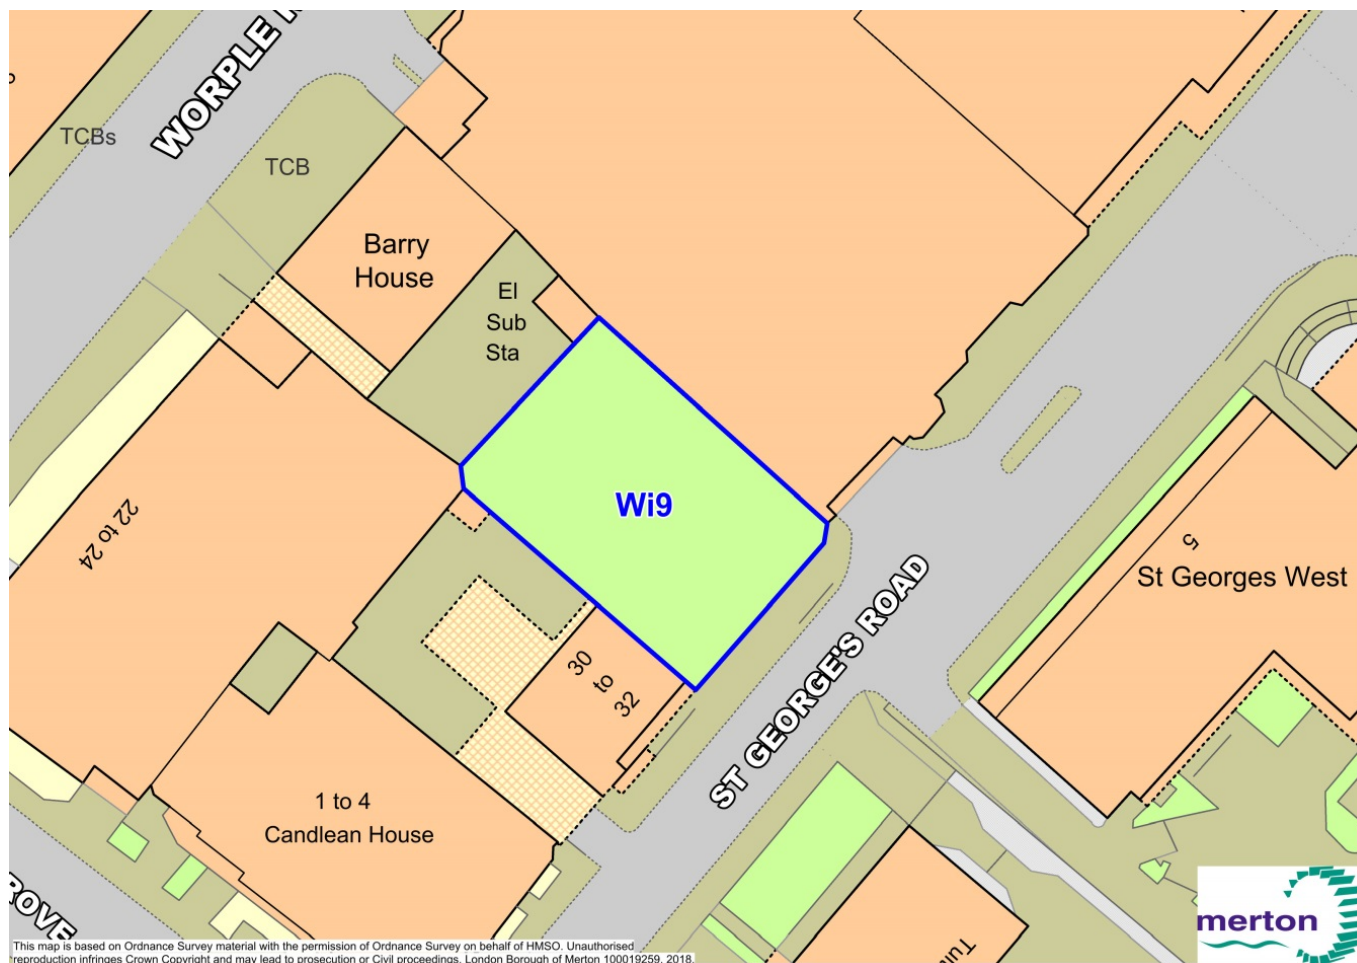 WORPLE
TCBs
TCB
Barry
House
El
Sub
Sta
Wi9
22 to 24
30
to
32
ST GEORGE'S ROAD
5
St Georges West
1 to 4
Candlean House
ROVE
merton
This map is based on Ordnance Survey material with the permission of Ordnance Survey on behalf of HMSO. Unauthorised
reproduction infringes Crown Copyright and may lead to prosecution or Civil proceedings. London Borough of Merton 100019259. 2018.